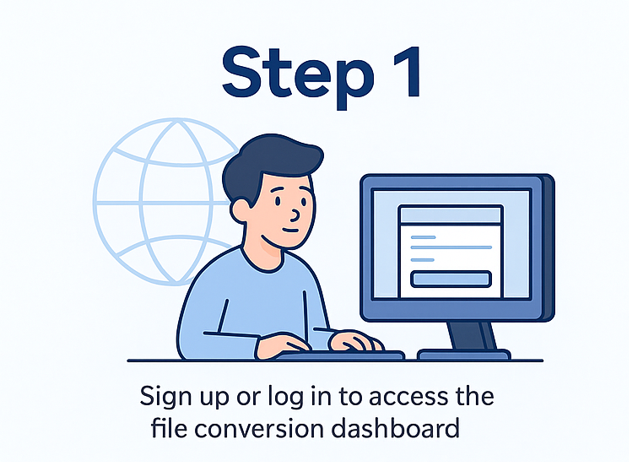 Step 1
Sign up or log in to access the
file conversion dashboard